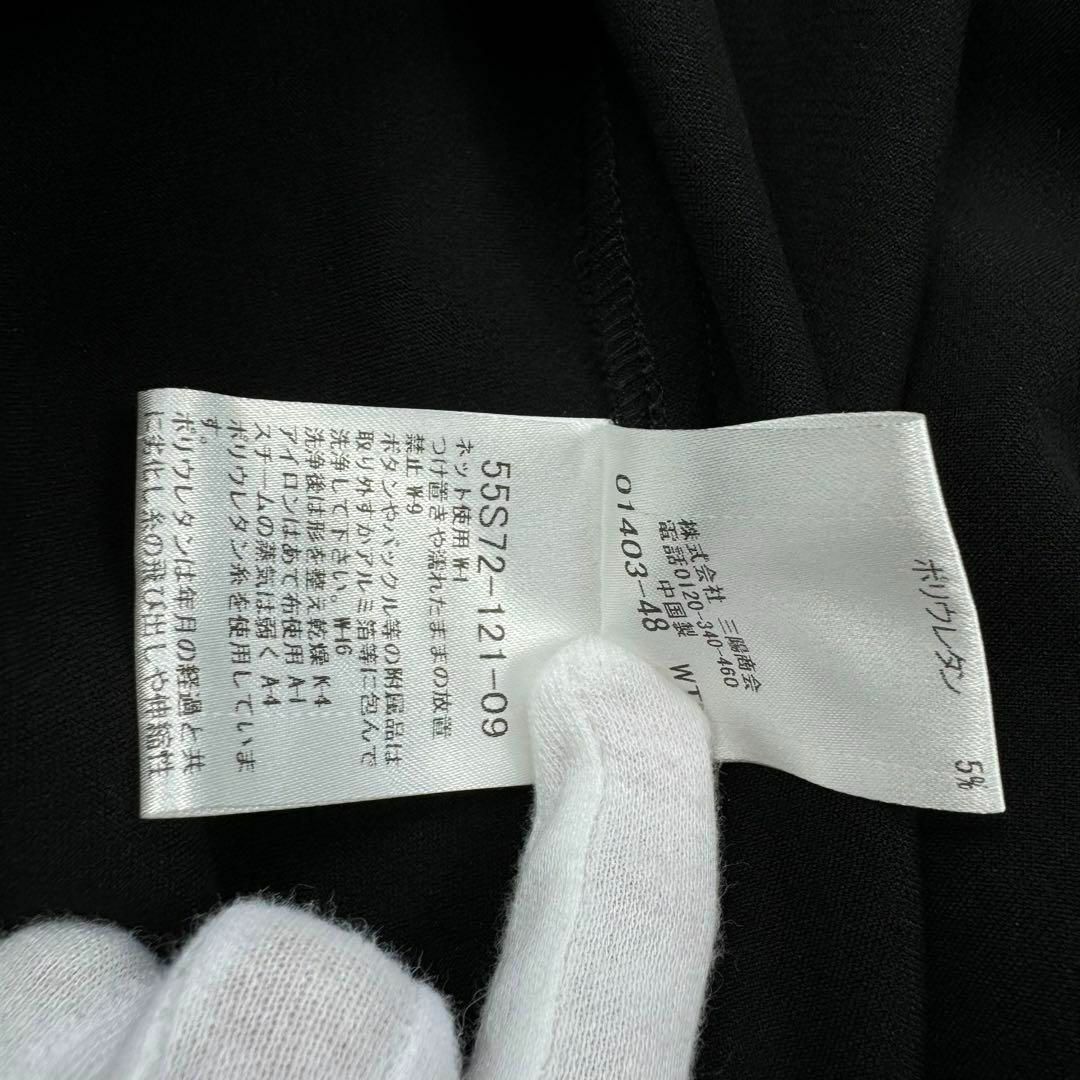 ポリウレタン 5%
株式会社 三陽商会
電話0120-340-460
中国製
01403-48
55S72-121-09
ネット使用 W-1
つけ置きや濡れたままの放置
禁止 W-9
ボタンやバックル等の附属品は
取り外すかアルミ箔等に包んで
洗浄して下さい。 W-16
洗浄後は形を整え乾燥 K-4
アイロンはあて布使用 A-1
スチームの蒸気は弱く A-4
ポリウレタン糸を使用していま
す。
ポリウレタンは年月の経過と共
に劣化し糸の飛び出しや伸縮性